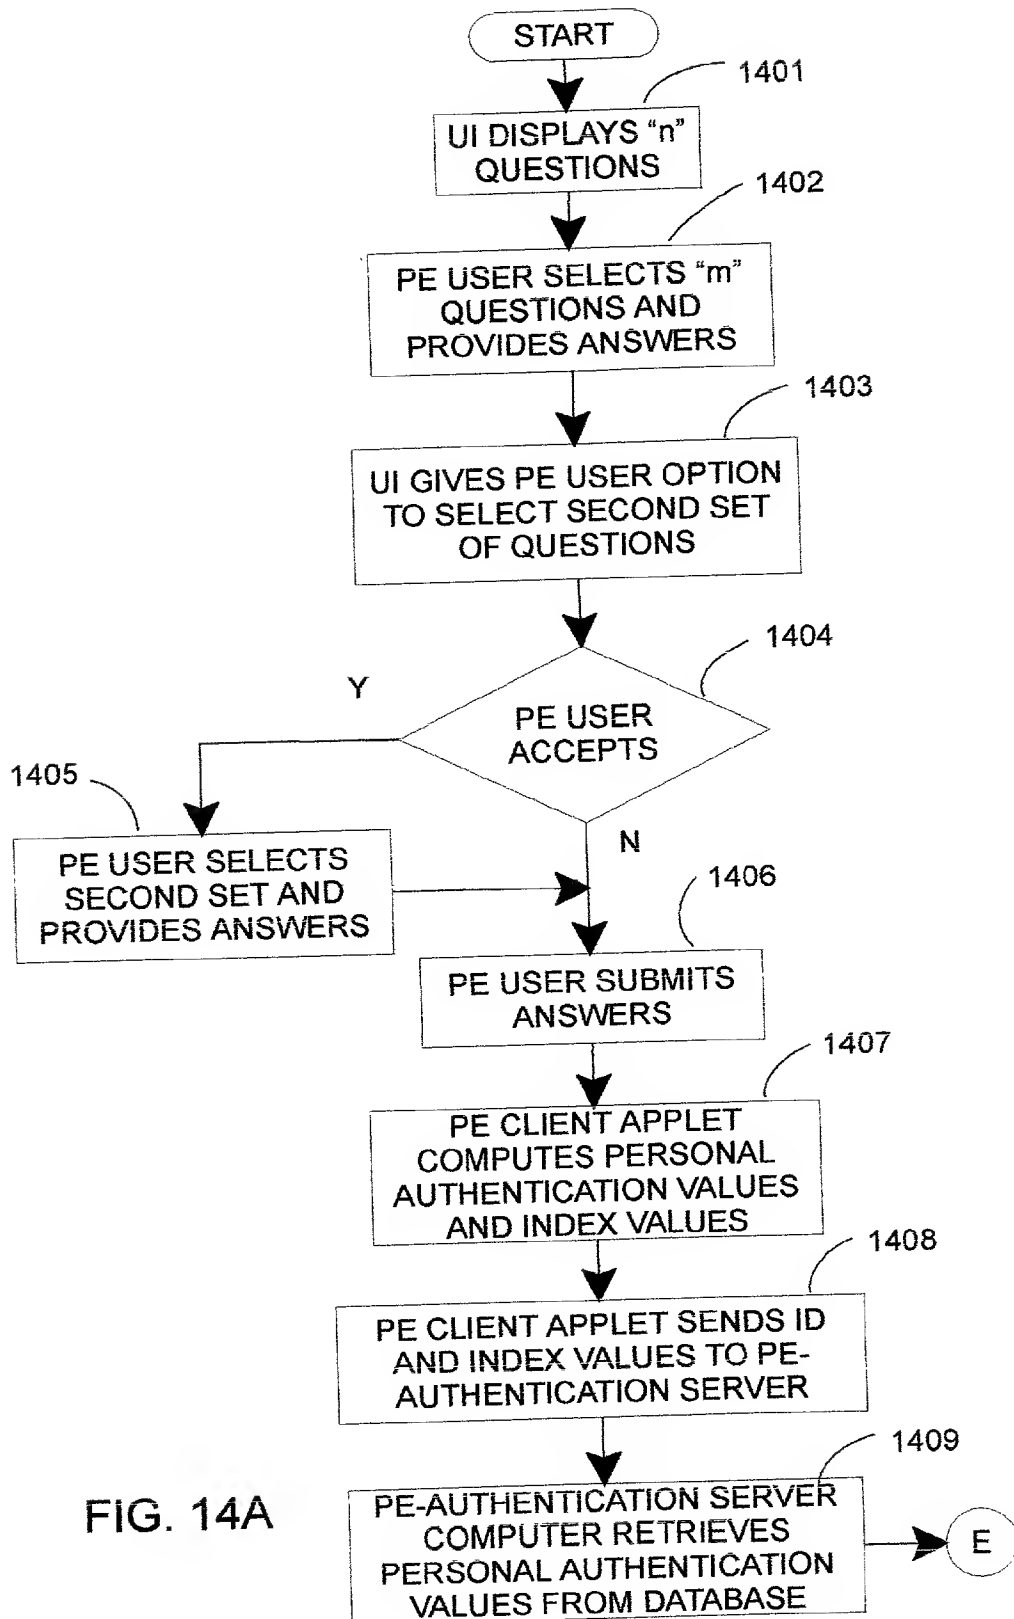 START
1401
UI DISPLAYS "n"
QUESTIONS
1402
PE USER SELECTS "m"
QUESTIONS AND
PROVIDES ANSWERS
1403
UI GIVES PE USER OPTION
TO SELECT SECOND SET
OF QUESTIONS
1404
Y
PE USER
ACCEPTS
1405
N
PE USER SELECTS
SECOND SET AND
PROVIDES ANSWERS
1406
PE USER SUBMITS
ANSWERS
1407
PE CLIENT APPLET
COMPUTES PERSONAL
AUTHENTICATION VALUES
AND INDEX VALUES
1408
PE CLIENT APPLET SENDS ID
AND INDEX VALUES TO PE-
AUTHENTICATION SERVER
1409
PE-AUTHENTICATION SERVER
COMPUTER RETRIEVES
PERSONAL AUTHENTICATION
VALUES FROM DATABASE
E
FIG. 14A